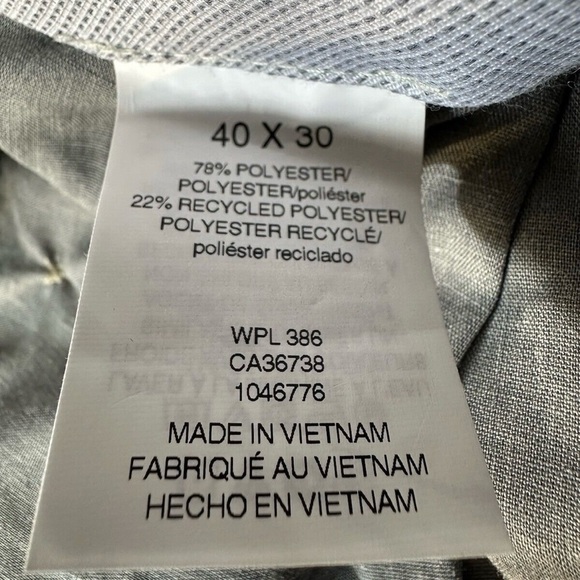 40 X 30
78% POLYESTER/
POLYESTER/poliéster
22% RECYCLED POLYESTER/
POLYESTER RECYCLÉ/
poliéster reciclado
WPL 386
CA36738
1046776
MADE IN VIETNAM
FABRIQUÉ AU VIETNAM
HECHO EN VIETNAM